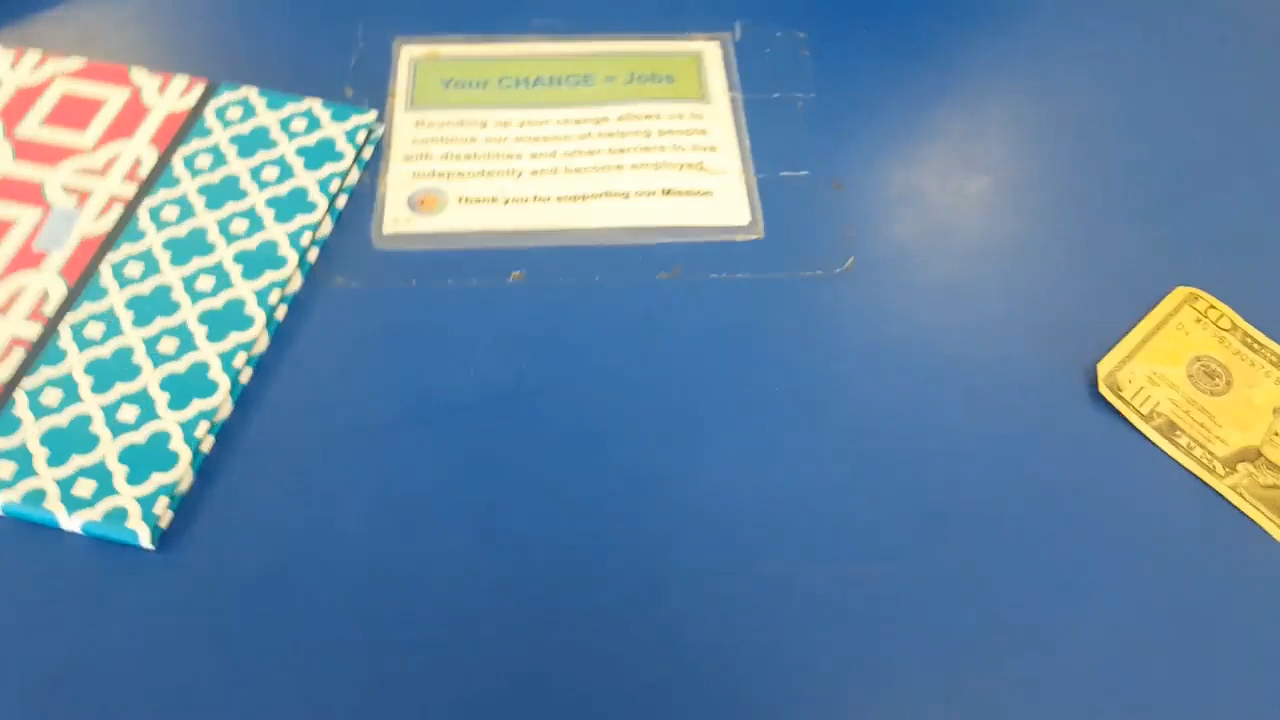 Your CHANGE = Jobs
Rounding up your change allows us to
continue our mission of helping people
with disabilities and other barriers to live
independently and become employed.
Thank you for supporting our Mission
10